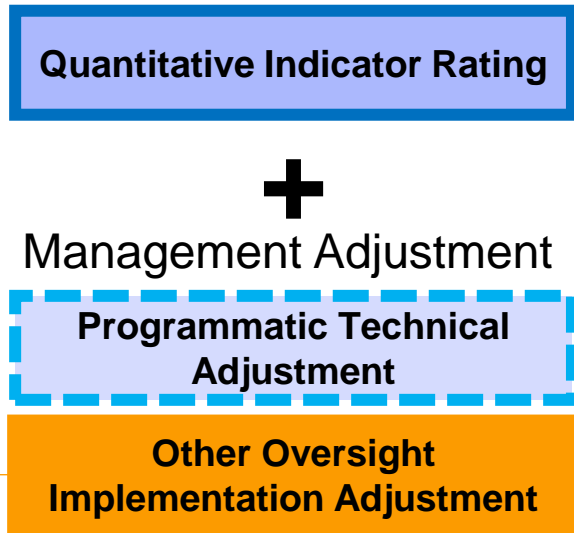 Quantitative Indicator Rating
+
Management Adjustment
Programmatic Technical
Adjustment
Other Oversight
Implementation Adjustment